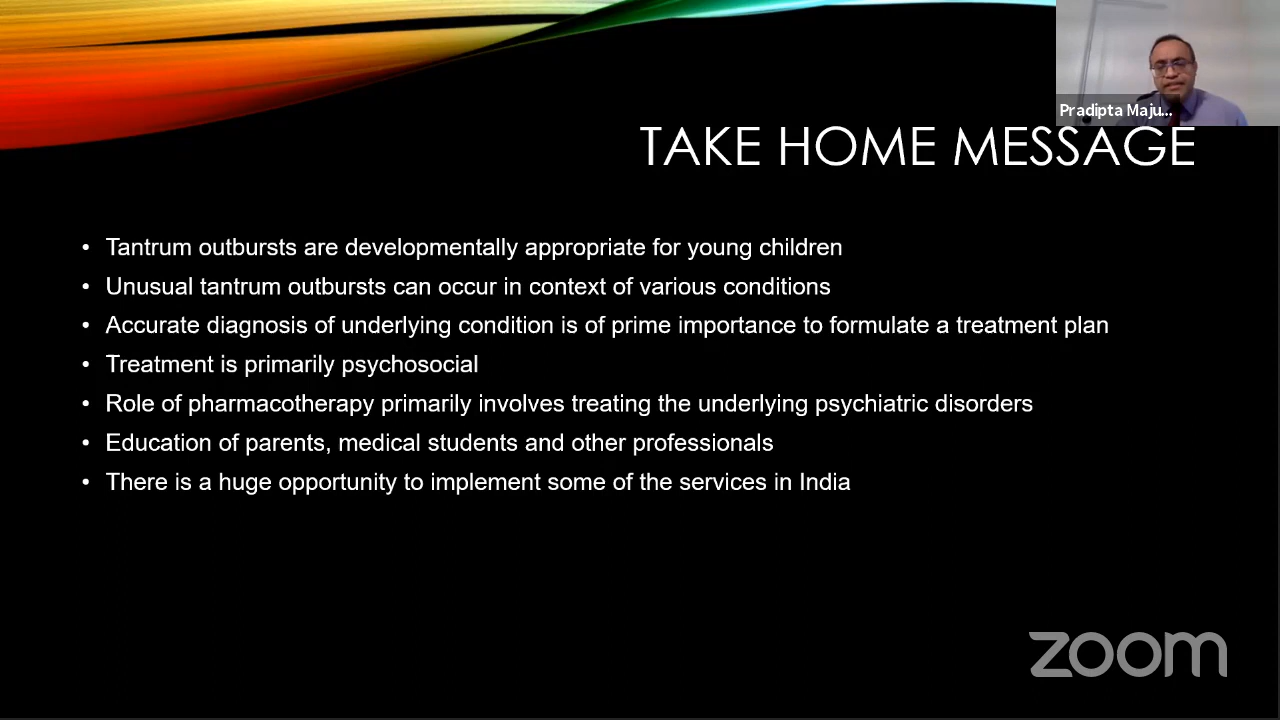 Pradipta Maju...
TAKE HOME MESSAGE
• Tantrum outbursts are developmentally appropriate for young children
• Unusual tantrum outbursts can occur in context of various conditions
• Accurate diagnosis of underlying condition is of prime importance to formulate a treatment plan
• Treatment is primarily psychosocial
• Role of pharmacotherapy primarily involves treating the underlying psychiatric disorders
• Education of parents, medical students and other professionals
• There is a huge opportunity to implement some of the services in India
zoom